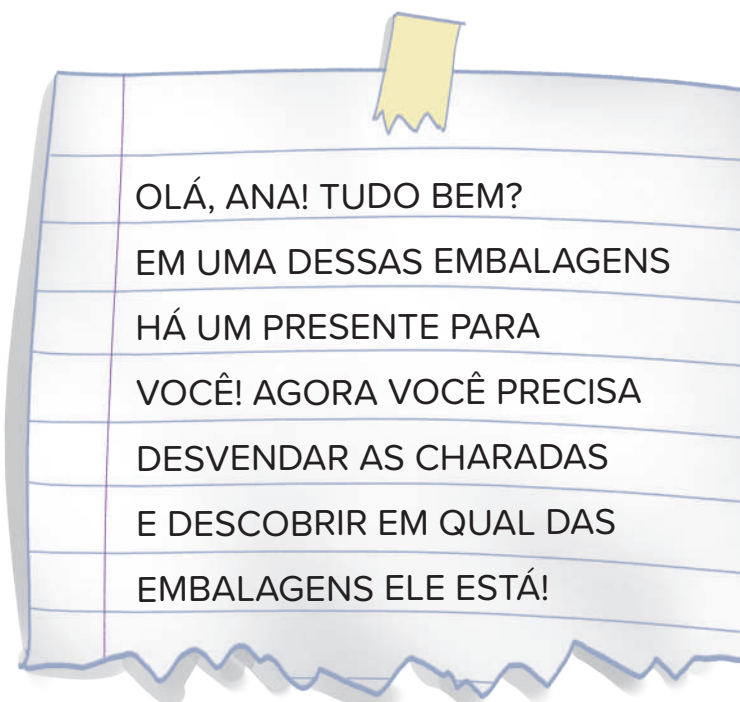 OLÁ, ANA! TUDO BEM?
EM UMA DESSAS EMBALAGENS
HÁ UM PRESENTE PARA
VOCÊ! AGORA VOCÊ PRECISA
DESVENDAR AS CHARADAS
E DESCOBRIR EM QUAL DAS
EMBALAGENS ELE ESTÁ!